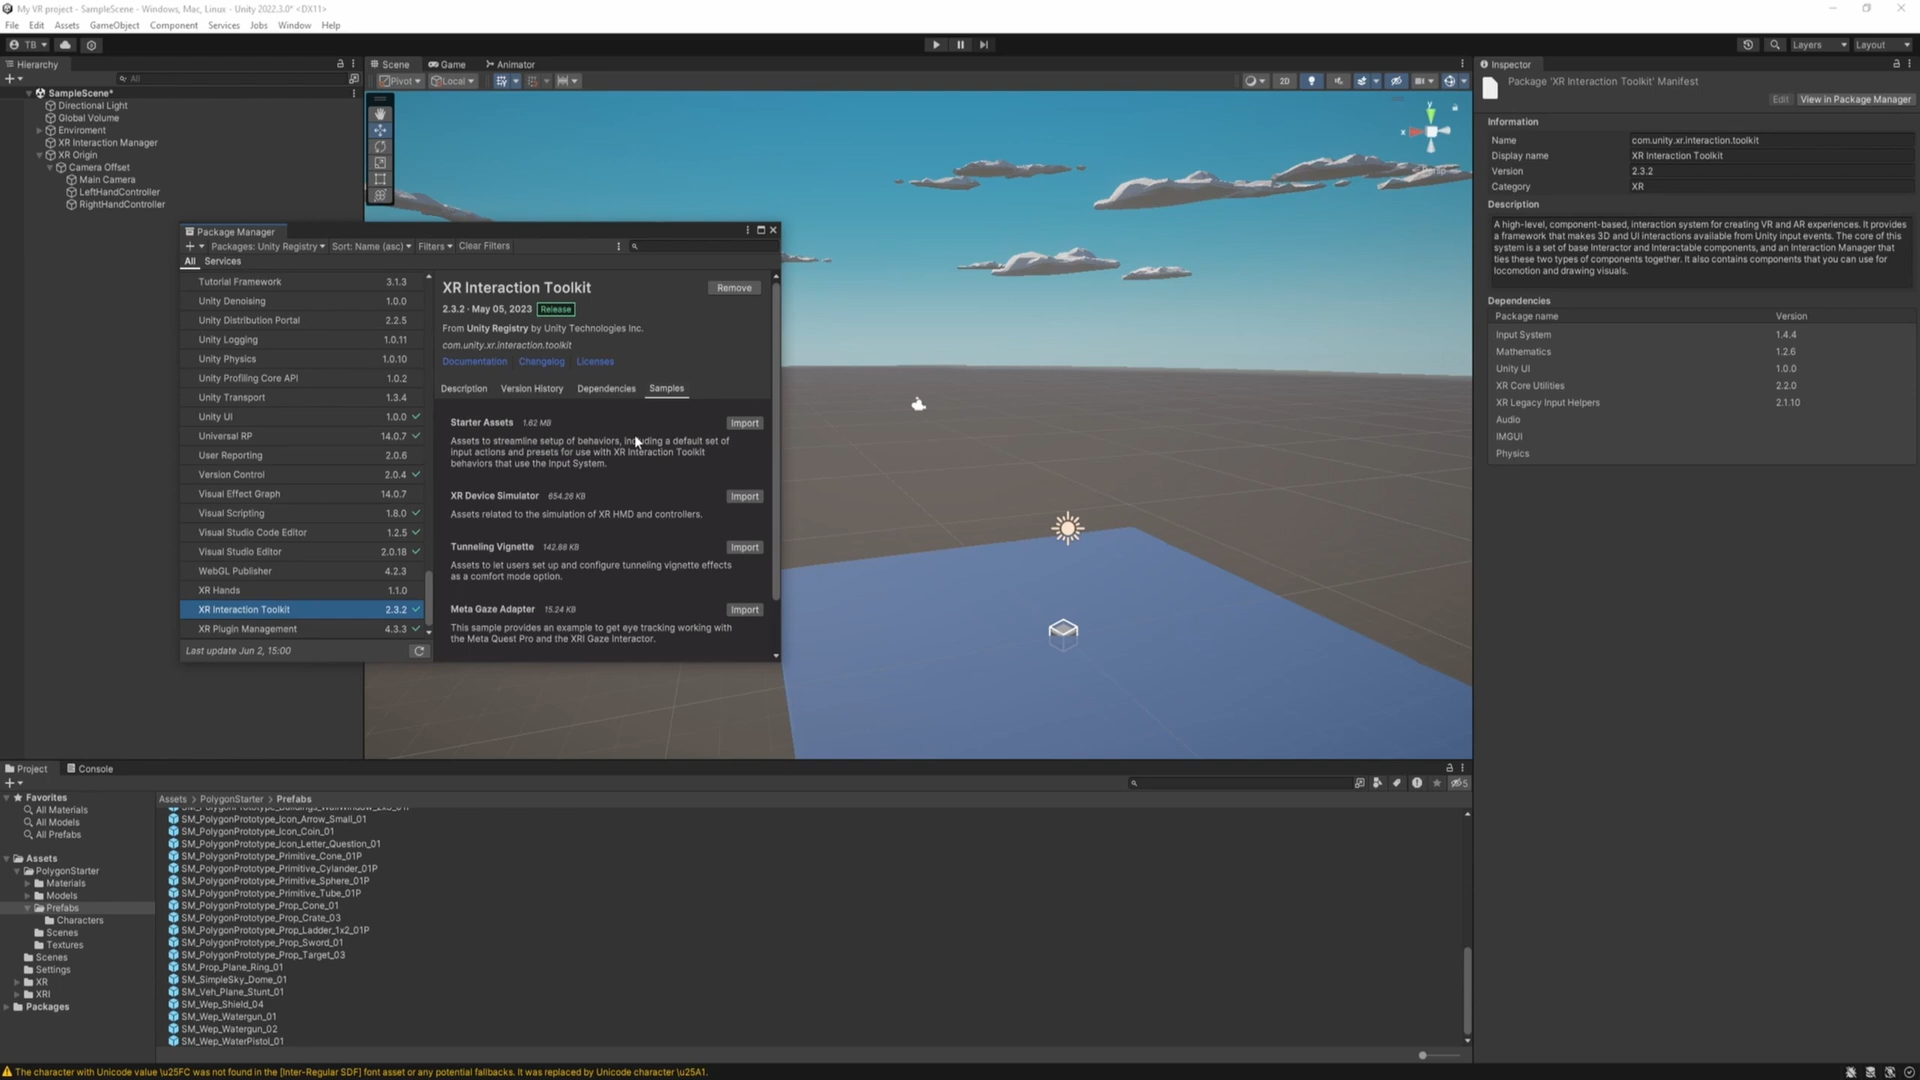 My VR project - SampleScene - Windows, Mac, Linux - Unity 2022.3.0* <DX11>
File Edit Assets GameObject Component Services Jobs Window Help
TB Layers Layout
Hierarchy
All
SampleScene*
Directional Light
Global Volume
Enviroment
XR Interaction Manager
XR Origin
Camera Offset
Main Camera
LeftHandController
RightHandController
Scene Game Animator
Pivot Local 2D
y
x
Persp
Package Manager
Packages: Unity Registry Sort: Name (asc) Filters Clear Filters
All Services
Tutorial Framework 3.1.3
Unity Denoising 1.0.0
Unity Distribution Portal 2.2.5
Unity Logging 1.0.11
Unity Physics 1.0.10
Unity Profiling Core API 1.0.2
Unity Transport 1.3.4
Unity UI 1.0.0
Universal RP 14.0.7
User Reporting 2.0.6
Version Control 2.0.4
Visual Effect Graph 14.0.7
Visual Scripting 1.8.0
Visual Studio Code Editor 1.2.5
Visual Studio Editor 2.0.18
WebGL Publisher 4.2.3
XR Hands 1.1.0
XR Interaction Toolkit 2.3.2
XR Plugin Management 4.3.3
Last update Jun 2, 15:00
XR Interaction Toolkit Remove
2.3.2 · May 05, 2023 Release
From Unity Registry by Unity Technologies Inc.
com.unity.xr.interaction.toolkit
Documentation Changelog Licenses
Description Version History Dependencies Samples
Starter Assets 1.62 MB Import
Assets to streamline setup of behaviors, including a default set of
input actions and presets for use with XR Interaction Toolkit
behaviors that use the Input System.
XR Device Simulator 654.26 KB Import
Assets related to the simulation of XR HMD and controllers.
Tunneling Vignette 142.88 KB Import
Assets to let users set up and configure tunneling vignette effects
as a comfort mode option.
Meta Gaze Adapter 15.24 KB Import
This sample provides an example to get eye tracking working with
the Meta Quest Pro and the XRI Gaze Interactor.
Inspector
Package 'XR Interaction Toolkit' Manifest
Edit View in Package Manager
Information
Name com.unity.xr.interaction.toolkit
Display name XR Interaction Toolkit
Version 2.3.2
Category XR
Description
A high-level, component-based, interaction system for creating VR and AR experiences. It provides
a framework that makes 3D and UI interactions available from Unity input events. The core of this
system is a set of base Interactor and Interactable components, and an Interaction Manager that
ties these two types of components together. It also contains components that you can use for
locomotion and drawing visuals.
Dependencies
Package name Version
Input System 1.4.4
Mathematics 1.2.6
Unity UI 1.0.0
XR Core Utilities 2.2.0
XR Legacy Input Helpers 2.1.10
Audio
IMGUI
Physics
Project Console
5
Favorites
All Materials
All Models
All Prefabs
Assets
PolygonStarter
Materials
Models
Prefabs
Characters
Scenes
Textures
Scenes
Settings
XR
XRI
Packages
Assets > PolygonStarter > Prefabs
SM_PolygonPrototype_Icon_Arrow_Small_01
SM_PolygonPrototype_Icon_Coin_01
SM_PolygonPrototype_Icon_Letter_Question_01
SM_PolygonPrototype_Primitive_Cone_01P
SM_PolygonPrototype_Primitive_Cylander_01P
SM_PolygonPrototype_Primitive_Sphere_01P
SM_PolygonPrototype_Primitive_Tube_01P
SM_PolygonPrototype_Prop_Cone_01
SM_PolygonPrototype_Prop_Crate_03
SM_PolygonPrototype_Prop_Ladder_1x2_01P
SM_PolygonPrototype_Prop_Sword_01
SM_PolygonPrototype_Prop_Target_03
SM_Prop_Plane_Ring_01
SM_SimpleSky_Dome_01
SM_Veh_Plane_Stunt_01
SM_Wep_Shield_04
SM_Wep_Watergun_01
SM_Wep_Watergun_02
SM_Wep_WaterPistol_01
The character with Unicode value \u25FC was not found in the [Inter-Regular SDF] font asset or any potential fallbacks. It was replaced by Unicode character \u25A1.